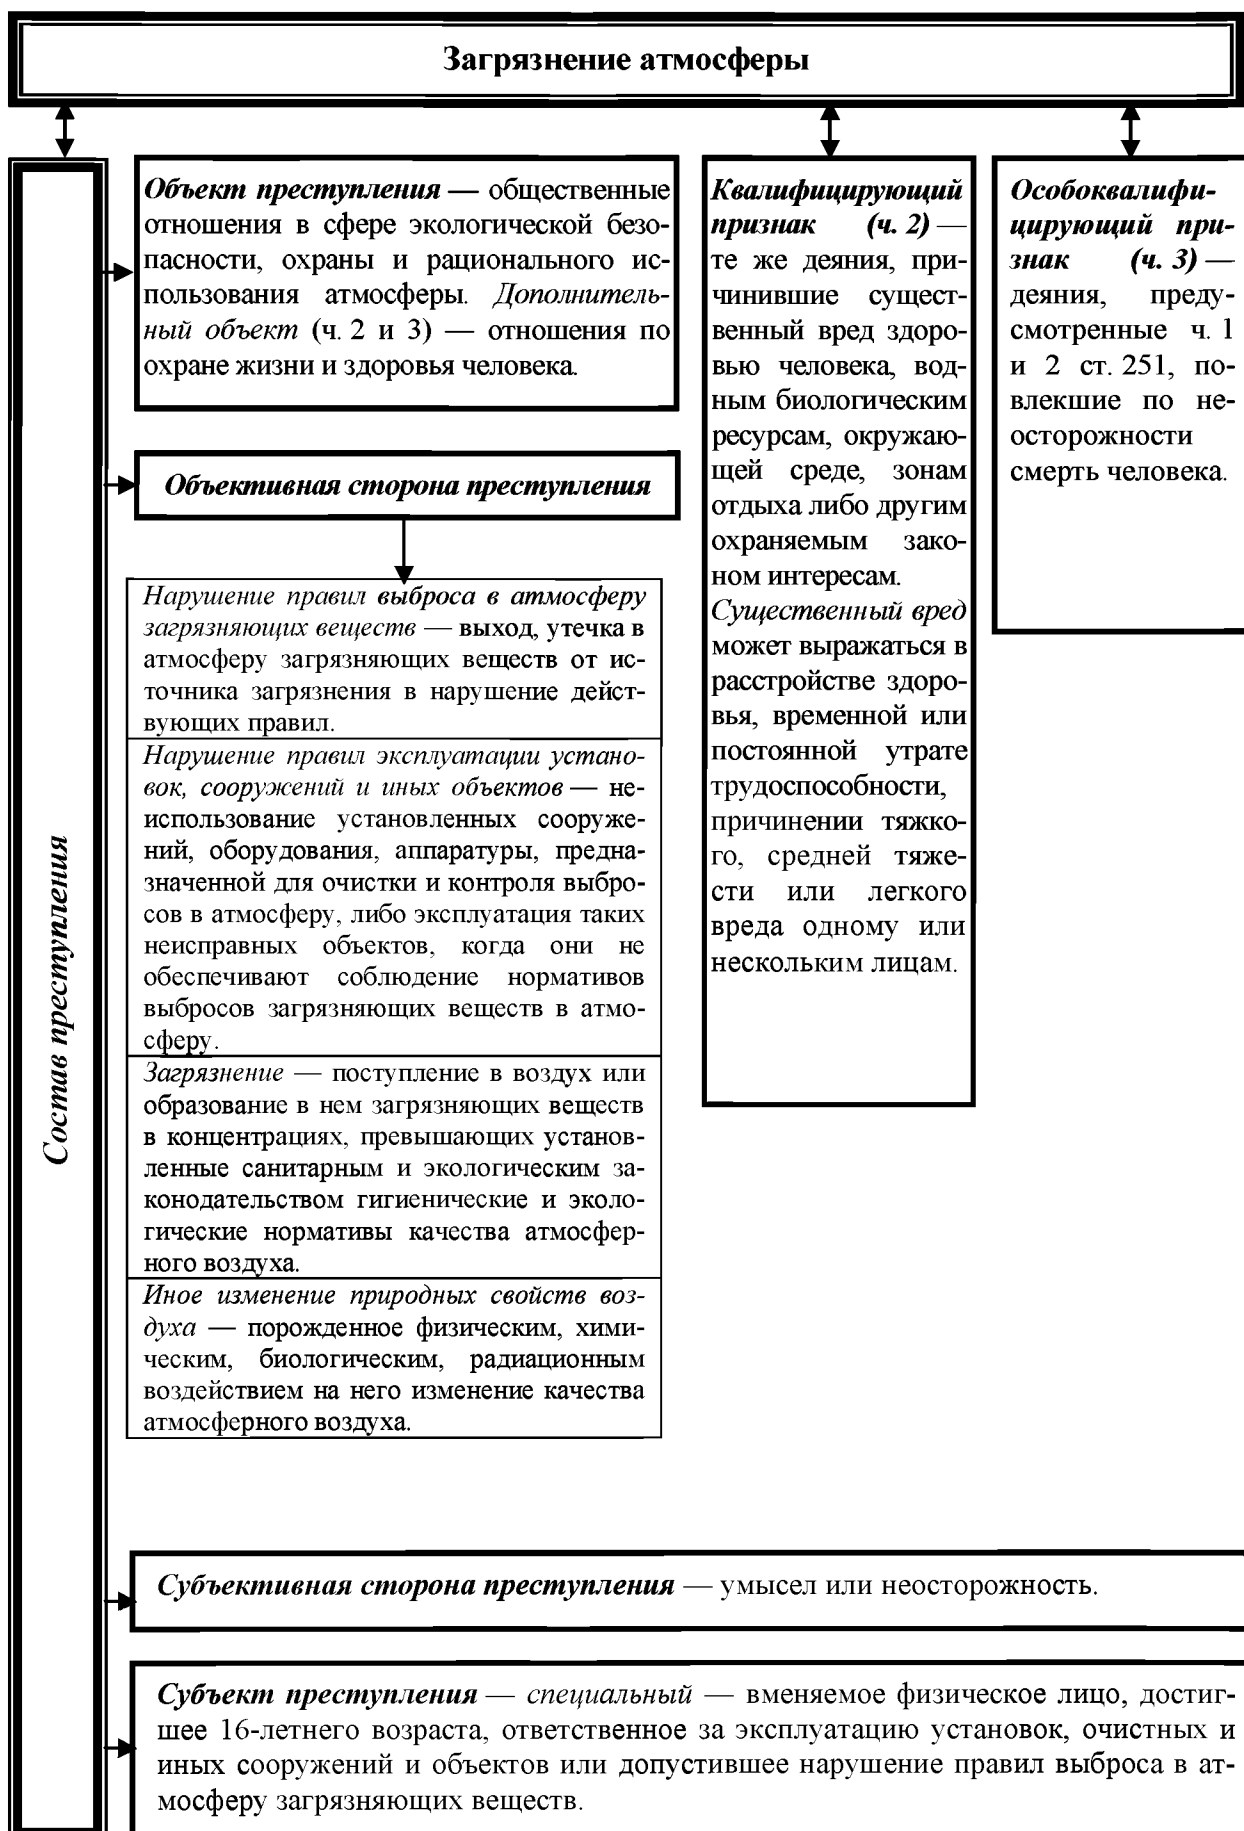 Загрязнение атмосферы
Состав преступления
Объект преступления — общественные
отношения в сфере экологической безо-
пасности, охраны и рационального ис-
пользования атмосферы. Дополнитель-
ный объект (ч. 2 и 3) — отношения по
охране жизни и здоровья человека.
Объективная сторона преступления
Нарушение правил выброса в атмосферу
загрязняющих веществ — выход, утечка в
атмосферу загрязняющих веществ от ис-
точника загрязнения в нарушение дейст-
вующих правил.
Нарушение правил эксплуатации устано-
вок, сооружений и иных объектов — не-
использование установленных сооруже-
ний, оборудования, аппаратуры, предна-
значенной для очистки и контроля выбро-
сов в атмосферу, либо эксплуатация таких
неисправных объектов, когда они не
обеспечивают соблюдение нормативов
выбросов загрязняющих веществ в атмо-
сферу.
Загрязнение — поступление в воздух или
образование в нем загрязняющих веществ
в концентрациях, превышающих установ-
ленные санитарным и экологическим за-
конодательством гигиенические и эколо-
гические нормативы качества атмосфер-
ного воздуха.
Иное изменение природных свойств воз-
духа — порожденное физическим, хими-
ческим, биологическим, радиационным
воздействием на него изменение качества
атмосферного воздуха.
Квалифицирующий
признак (ч. 2) —
те же деяния, при-
чинившие сущест-
венный вред здоро-
вью человека, вод-
ным биологическим
ресурсам, окружаю-
щей среде, зонам
отдыха либо другим
охраняемым зако-
ном интересам.
Существенный вред
может выражаться в
расстройстве здоро-
вья, временной или
постоянной утрате
трудоспособности,
причинении тяжко-
го, средней тяже-
сти или легкого
вреда одному или
нескольким лицам.
Особоквалифи-
цирующий при-
знак (ч. 3) —
деяния, преду-
смотренные ч. 1
и 2 ст. 251, по-
влекшие по не-
осторожности
смерть человека.
Субъективная сторона преступления — умысел или неосторожность.
Субъект преступления — специальный — вменяемое физическое лицо, достиг-
шее 16-летнего возраста, ответственное за эксплуатацию установок, очистных и
иных сооружений и объектов или допустившее нарушение правил выброса в ат-
мосферу загрязняющих веществ.